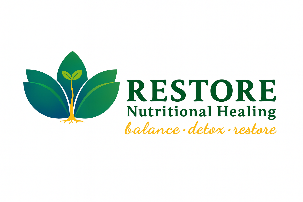 RESTORE
Nutritional Healing
balance · detox · restore